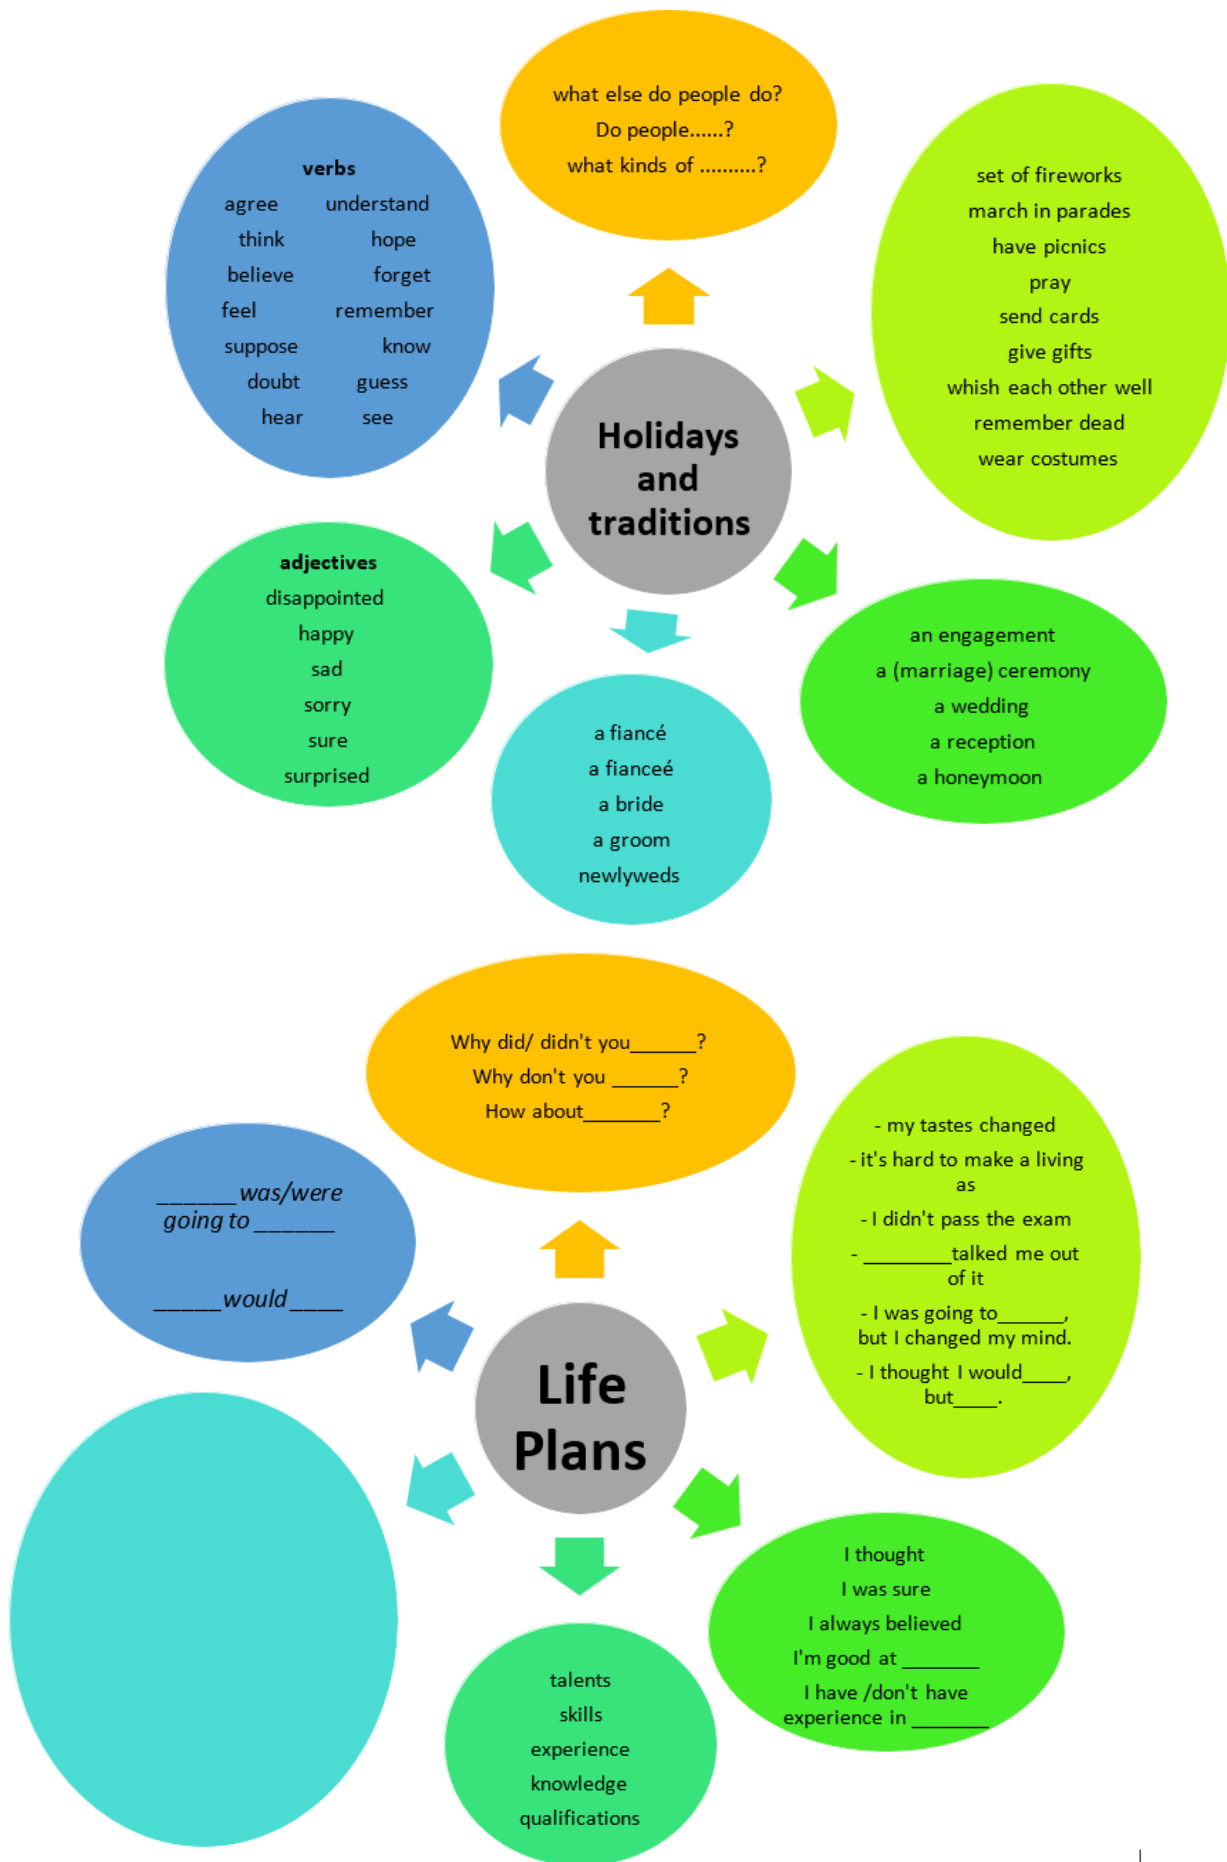 what else do people do?
Do people......?
what kinds of ..........?
verbs
agree understand
think hope
believe forget
feel remember
suppose know
doubt guess
hear see
set of fireworks
march in parades
have picnics
pray
send cards
give gifts
whish each other well
remember dead
wear costumes
Holidays
and
traditions
adjectives
disappointed
happy
sad
sorry
sure
surprised
an engagement
a (marriage) ceremony
a wedding
a reception
a honeymoon
a fiancé
a fianceé
a bride
a groom
newlyweds
Why did/ didn't you______?
Why don't you ______?
How about_______?
______was/were
going to ______
_____would ____
- my tastes changed
- it's hard to make a living
as
- I didn't pass the exam
- ________talked me out
of it
- I was going to______,
but I changed my mind.
- I thought I would____,
but____.
Life
Plans
I thought
I was sure
I always believed
I'm good at _______
I have /don't have
experience in _______
talents
skills
experience
knowledge
qualifications